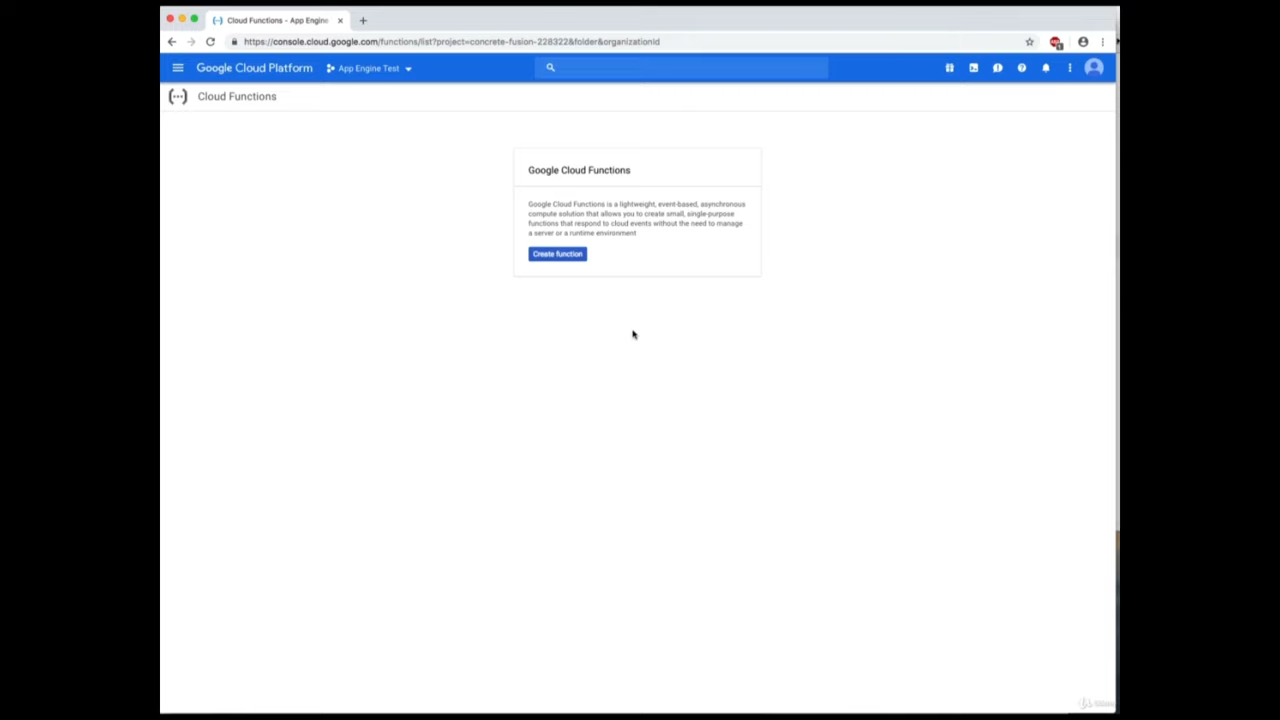 Cloud Functions - App Engine
https://console.cloud.google.com/functions/list?project=concrete-fusion-228322&folder&organizationId
Google Cloud Platform
App Engine Test
Cloud Functions
Google Cloud Functions
Google Cloud Functions is a lightweight, event-based, asynchronous
compute solution that allows you to create small, single-purpose
functions that respond to cloud events without the need to manage
a server or a runtime environment
Create function